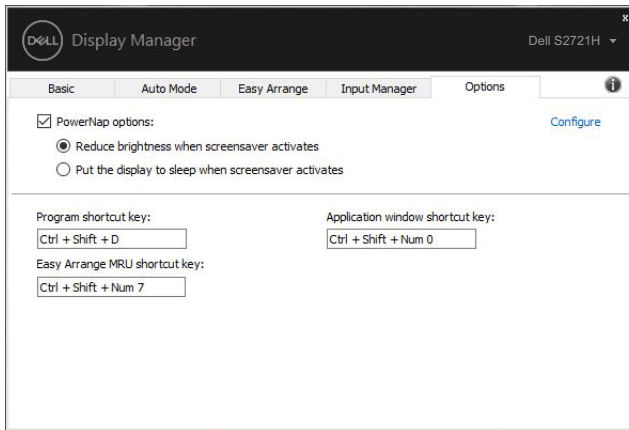 x
DELL Display Manager
Dell S2721H
Basic Auto Mode Easy Arrange Input Manager Options i
PowerNap options: Configure
Reduce brightness when screensaver activates
Put the display to sleep when screensaver activates
Program shortcut key: Application window shortcut key:
Ctrl + Shift + D Ctrl + Shift + Num 0
Easy Arrange MRU shortcut key:
Ctrl + Shift + Num 7